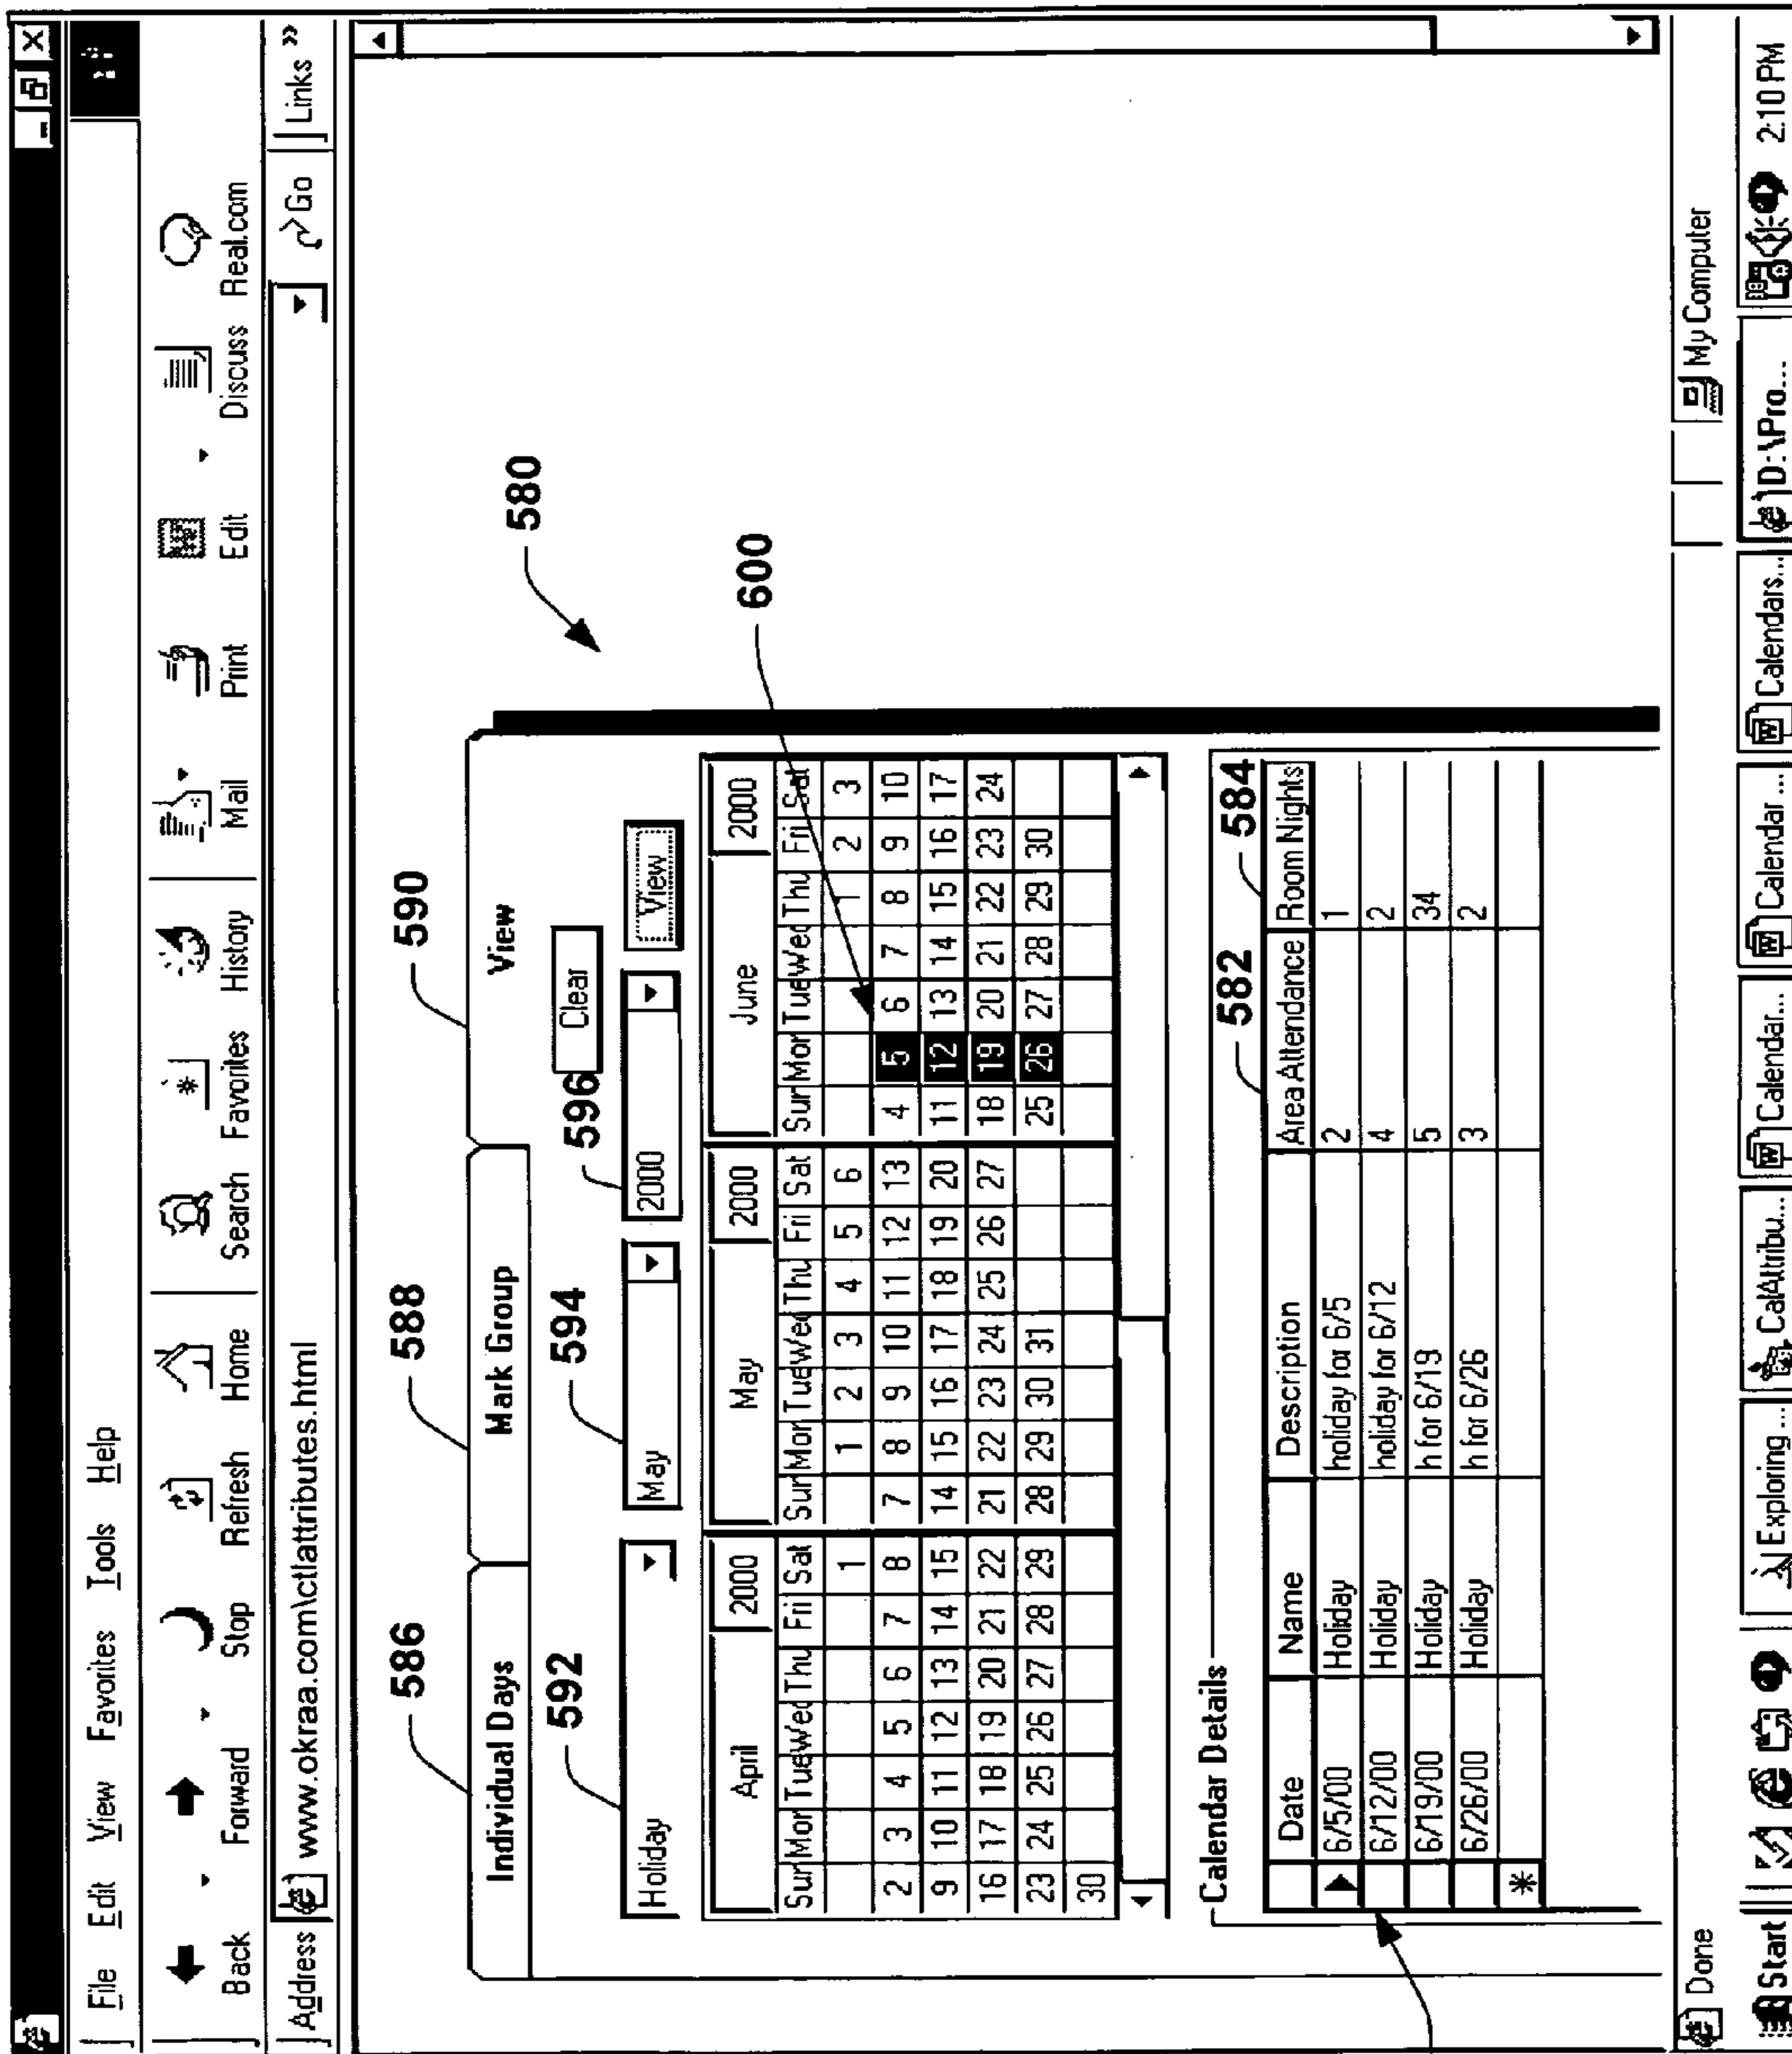 File Edit View Favorites Tools Help
Back Forward Stop Refresh Home Search Favorites History Mail Print Edit Discuss Real.com
Address www.okraa.com\ctlattributes.html Go Links »
586 588 590
Individual Days Mark Group View
592 594 596 Clear
Holiday May 2000 View
580
600
April 2000 May 2000 June 2000
Sun Mon Tue Wed Thu Fri Sat Sun Mon Tue Wed Thu Fri Sat Sun Mon Tue Wed Thu Fri Sat
1 1 2 3 4 5 6 1 2 3
2 3 4 5 6 7 8 7 8 9 10 11 12 13 4 5 6 7 8 9 10
9 10 11 12 13 14 15 14 15 16 17 18 19 20 11 12 13 14 15 16 17
16 17 18 19 20 21 22 21 22 23 24 25 26 27 18 19 20 21 22 23 24
23 24 25 26 27 28 29 28 29 30 31 25 26 27 28 29 30
30
Calendar Details 582 584
Date Name Description Area Attendance Room Nights
6/5/00 Holiday holiday for 6/5 2 1
6/12/00 Holiday holiday for 6/12 4 2
6/19/00 Holiday h for 6/19 5 34
6/26/00 Holiday h for 6/26 3 2
*
Done My Computer
Start Exploring ... CalAttribu... Calendar... Calendar ... Calendars... D:\Pro... 2:10 PM